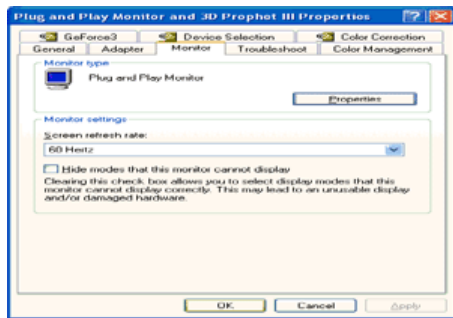 Plug and Play Monitor and 3D Prophet III Properties
GeForce3 Device Selection Color Correction
General Adapter Monitor Troubleshoot Color Management
Monitor type
Plug and Play Monitor
Properties
Monitor settings
Screen refresh rate:
60 Hertz
Hide modes that this monitor cannot display
Clearing this check box allows you to select display modes that this
monitor cannot display correctly. This may lead to an unusable display
and/or damaged hardware.
OK Cancel Apply